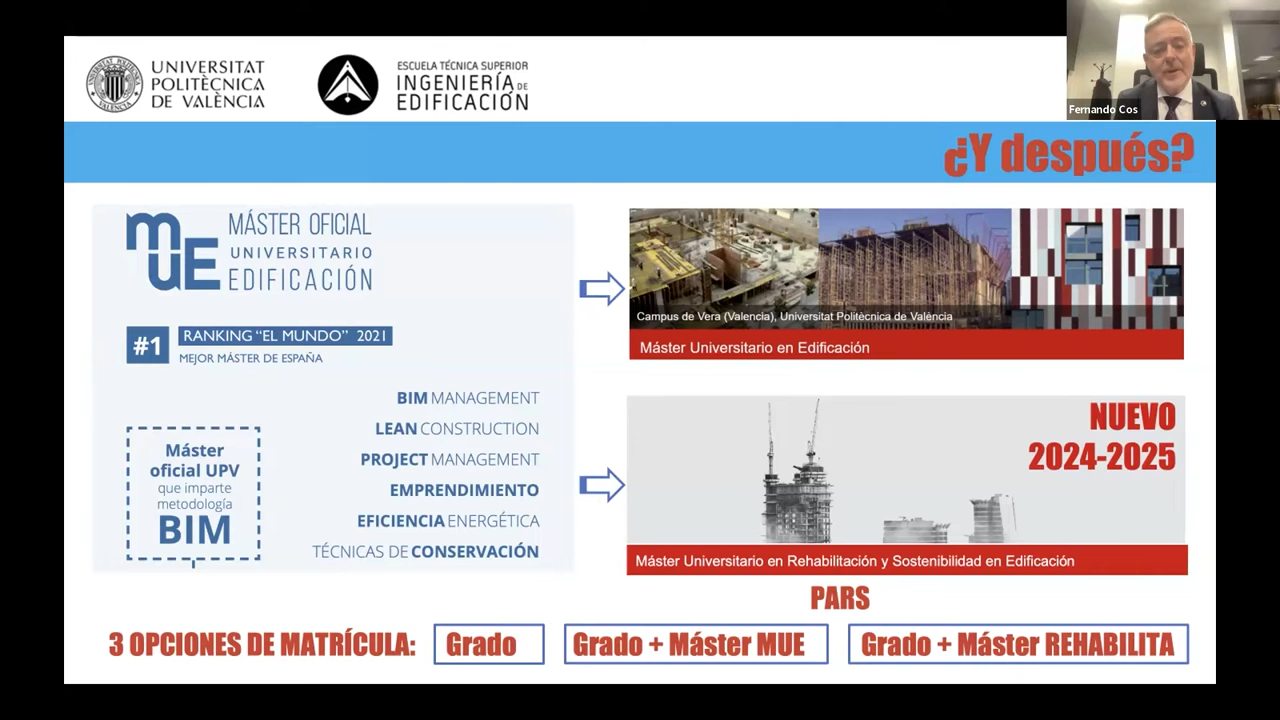 UNIVERSITAT
POLITÈCNICA
DE VALÈNCIA
ESCUELA TÉCNICA SUPERIOR
INGENIERÍA DE
EDIFICACIÓN
Fernando Cos
¿Y después?
mUE
MÁSTER OFICIAL
UNIVERSITARIO
EDIFICACIÓN
#1
RANKING "EL MUNDO" 2021
MEJOR MÁSTER DE ESPAÑA
BIM MANAGEMENT
LEAN CONSTRUCTION
PROJECT MANAGEMENT
EMPRENDIMIENTO
EFICIENCIA ENERGÉTICA
TÉCNICAS DE CONSERVACIÓN
Máster
oficial UPV
que imparte
metodología
BIM
Campus de Vera (Valencia), Universitat Politècnica de València
Máster Universitario en Edificación
NUEVO
2024-2025
Máster Universitario en Rehabilitación y Sostenibilidad en Edificación
PARS
3 OPCIONES DE MATRÍCULA: Grado Grado + Máster MUE Grado + Máster REHABILITA